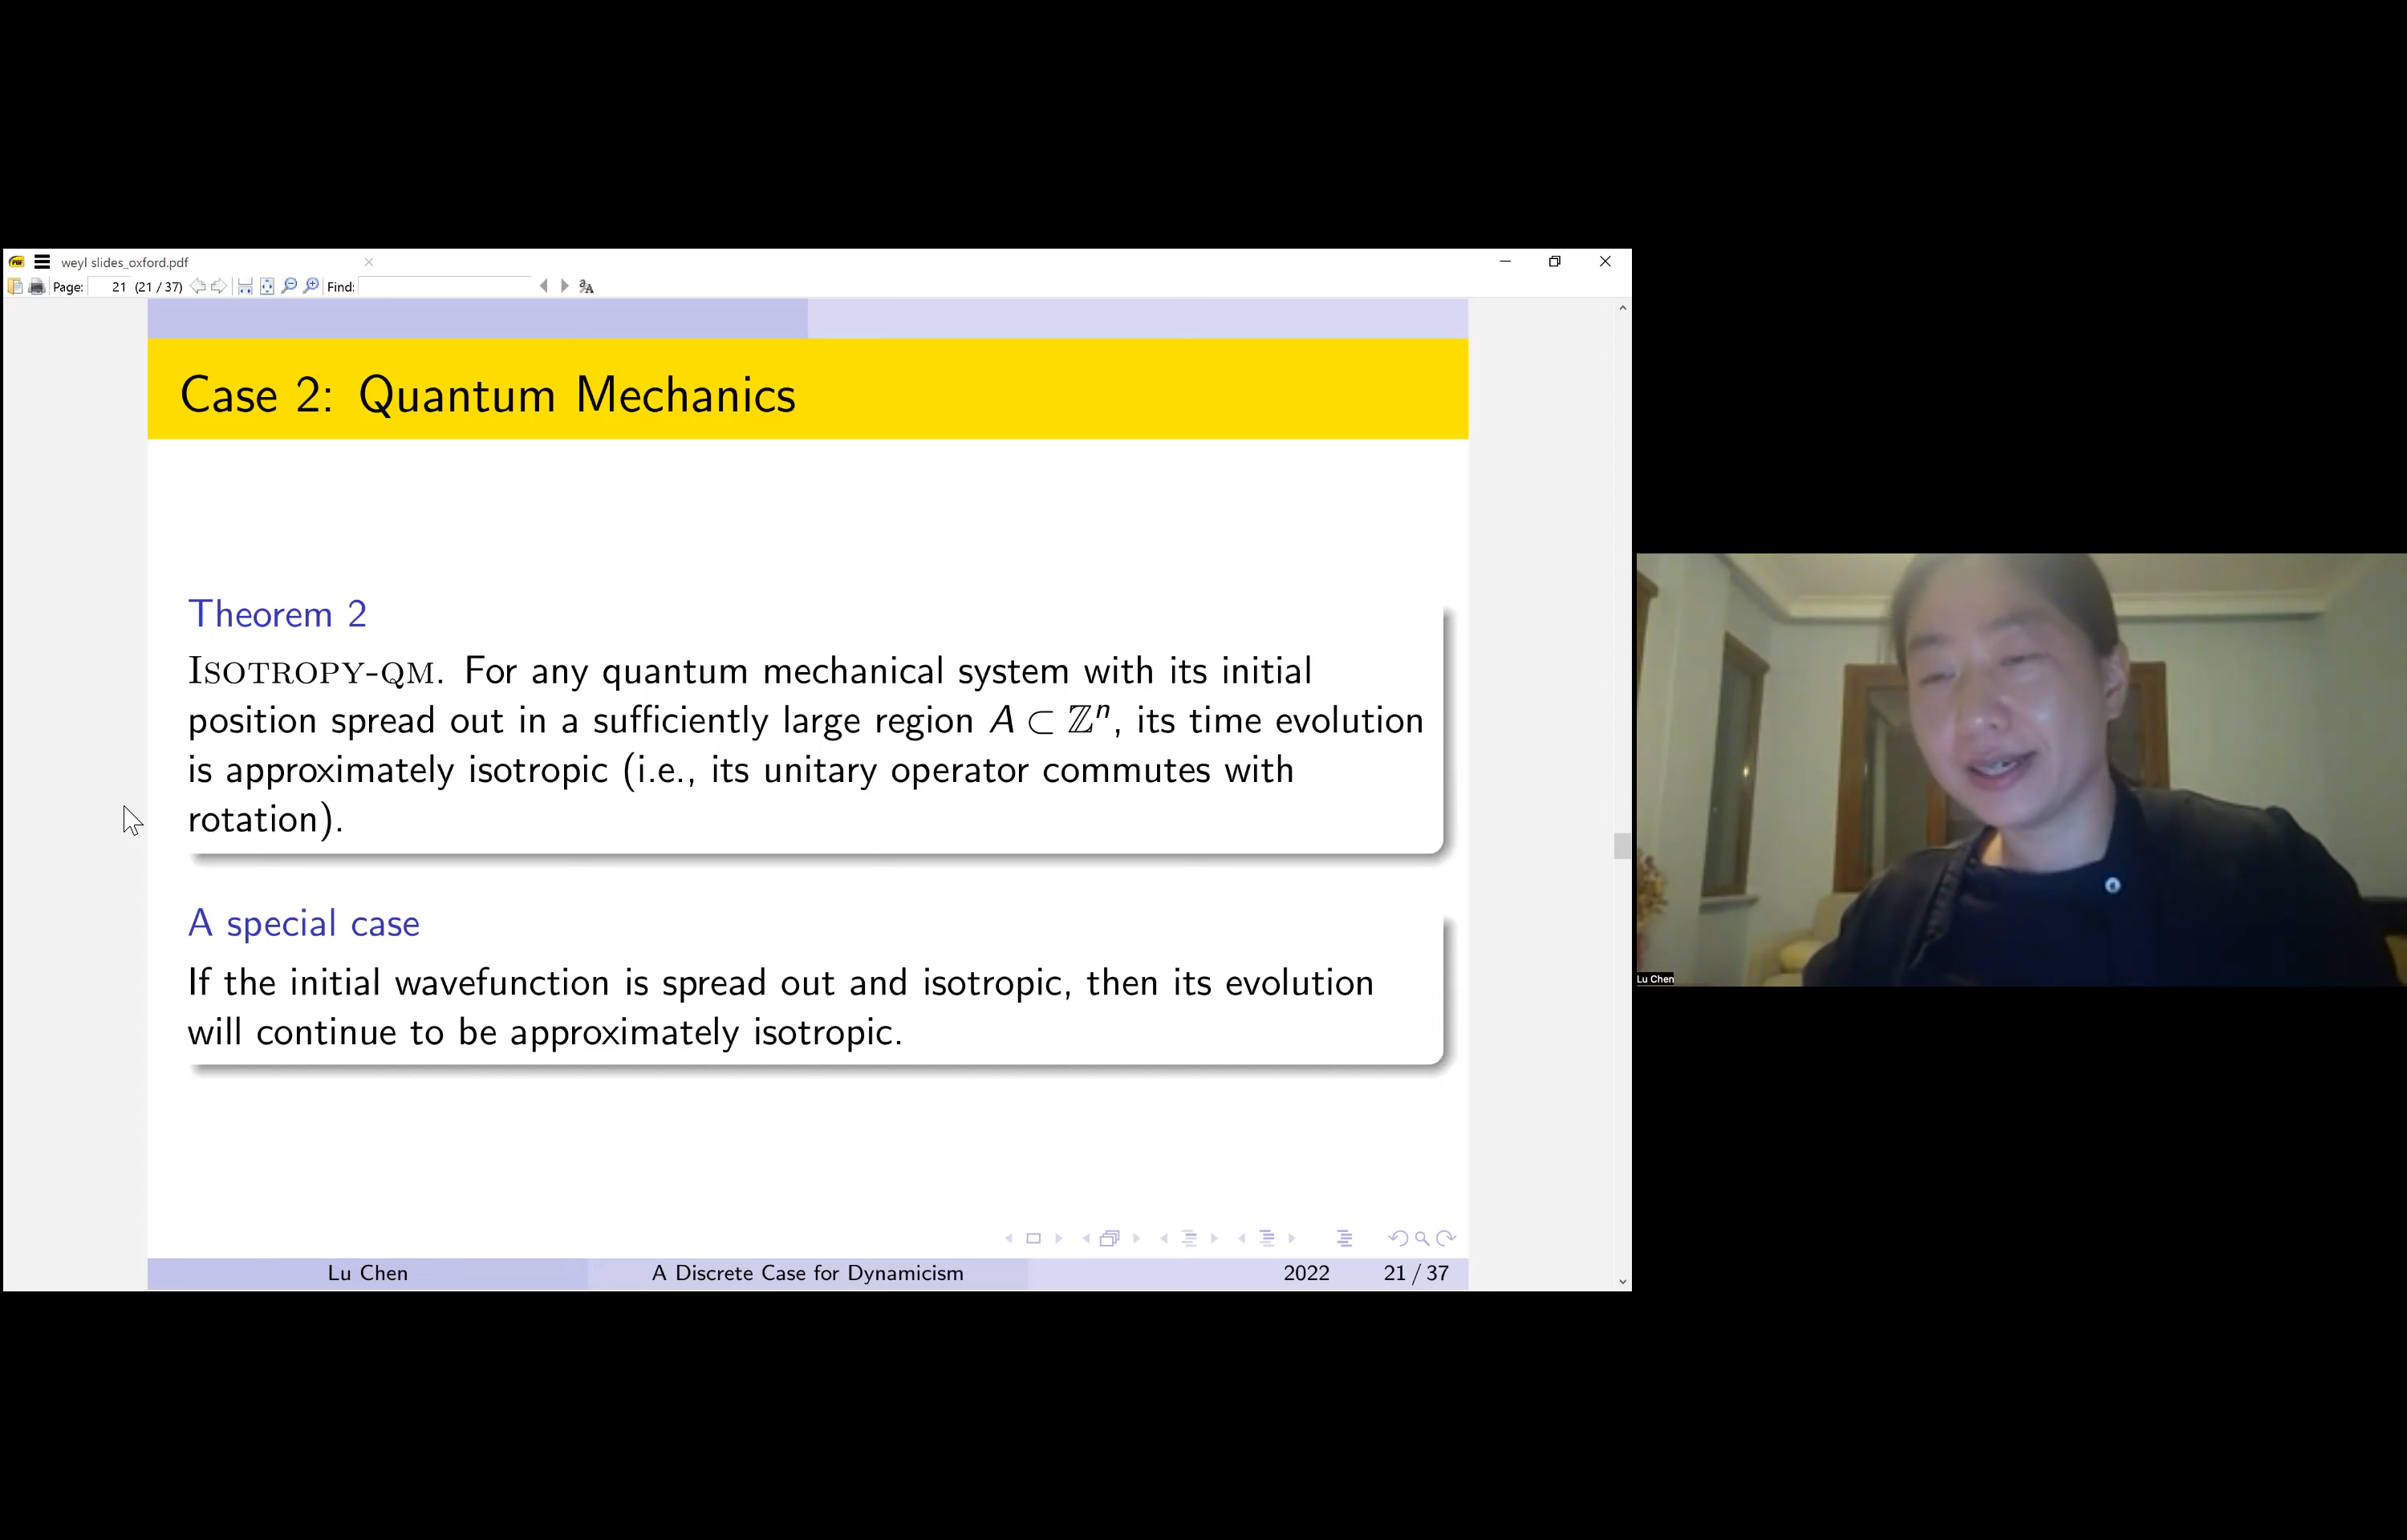 weyl slides_oxford.pdf
Page: 21 (21 / 37) Find:
Case 2: Quantum Mechanics
Theorem 2
ISOTROPY-QM. For any quantum mechanical system with its initial
position spread out in a sufficiently large region A ⊂ ℤⁿ, its time evolution
is approximately isotropic (i.e., its unitary operator commutes with
rotation).
A special case
If the initial wavefunction is spread out and isotropic, then its evolution
will continue to be approximately isotropic.
Lu Chen A Discrete Case for Dynamicism 2022 21 / 37
Lu Chen